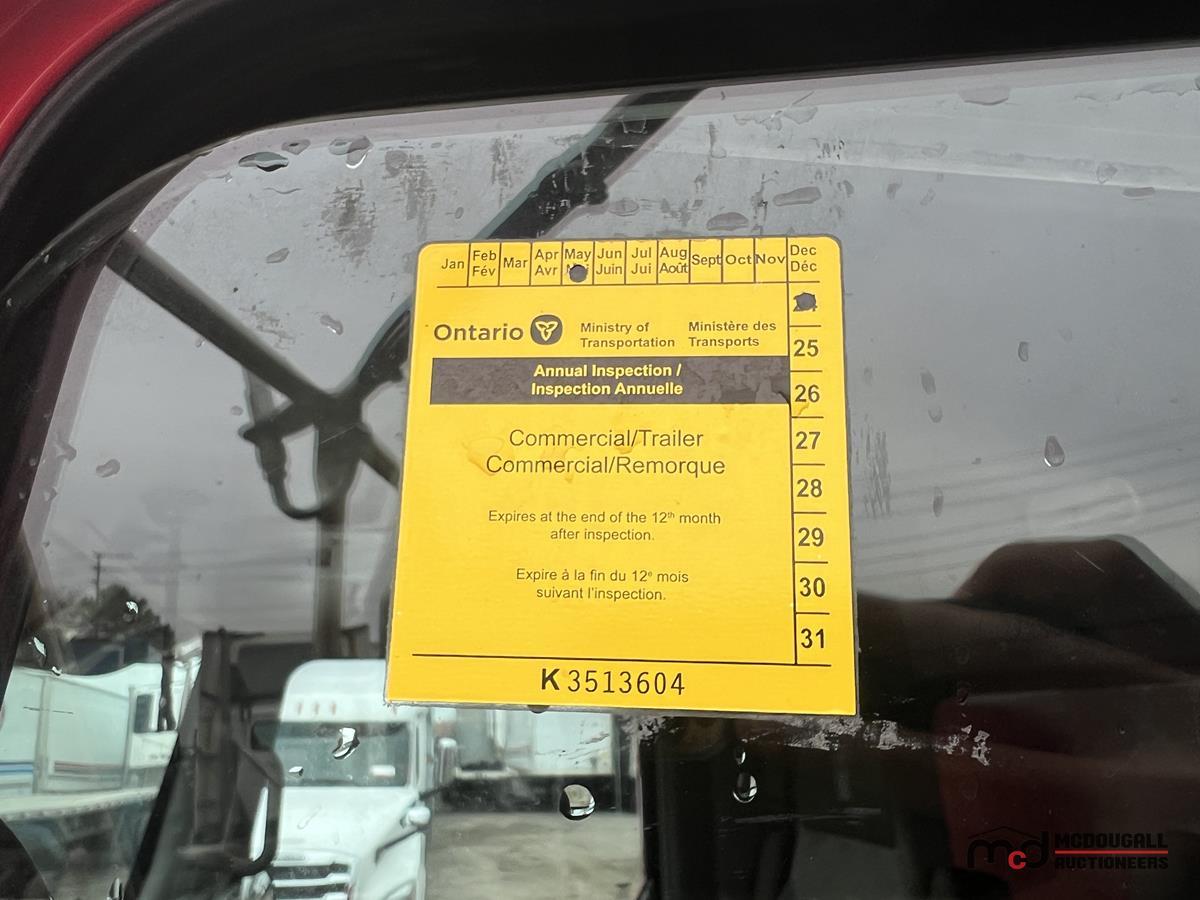 Jan Feb Fév Mar Apr Avr May Jun Juin Jul Jui Aug Août Sept Oct Nov Dec Déc
Ontario Ministry of Transportation Ministère des Transports
Annual Inspection /
Inspection Annuelle
Commercial/Trailer
Commercial/Remorque
Expires at the end of the 12th month
after inspection.
Expire à la fin du 12e mois
suivant l'inspection.
25
26
27
28
29
30
31
K 3513604
mcd MCDOUGALL
AUCTIONEERS